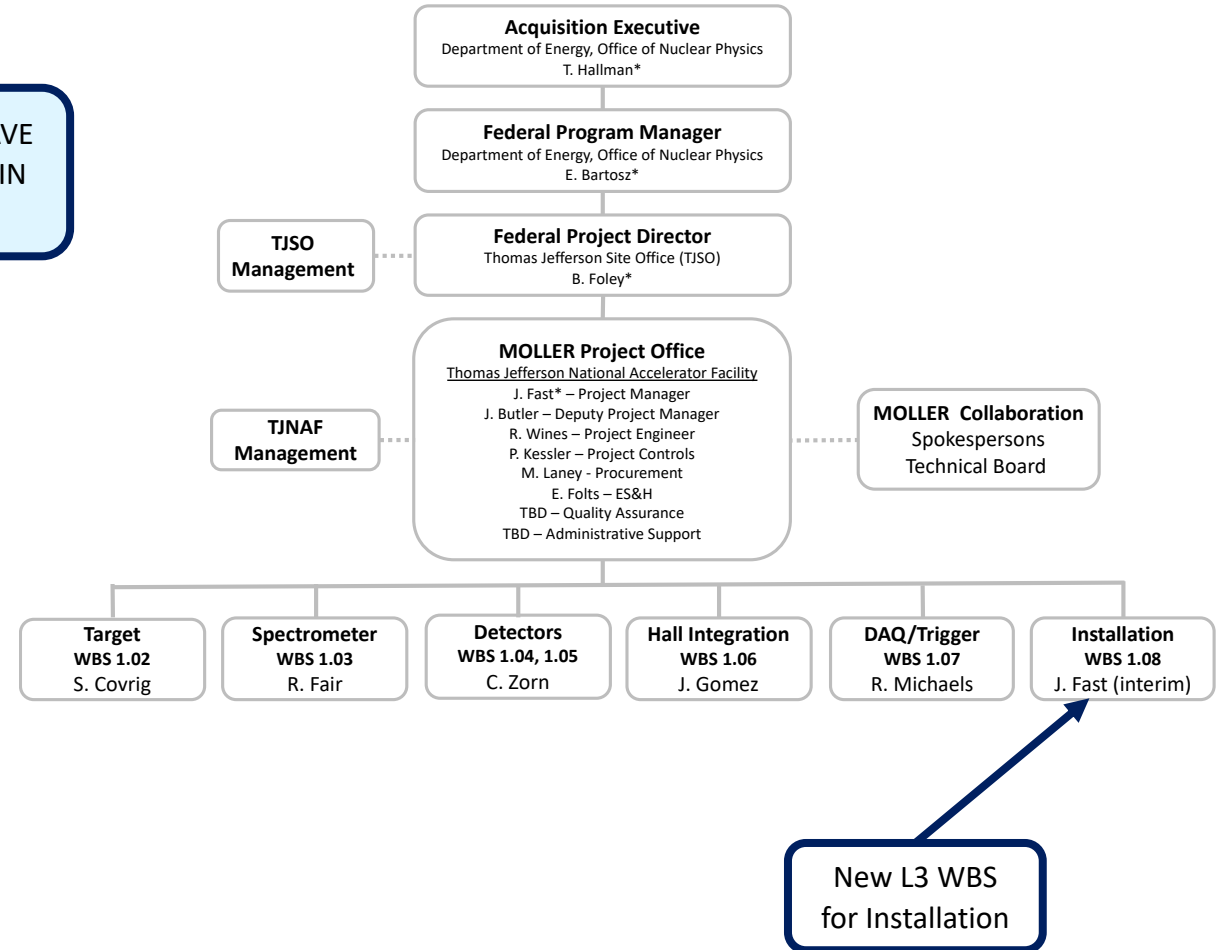 Acquisition Executive
Department of Energy, Office of Nuclear Physics
T. Hallman*
Federal Program Manager
Department of Energy, Office of Nuclear Physics
E. Bartosz*
TJSO
Management
Federal Project Director
Thomas Jefferson Site Office (TJSO)
B. Foley*
MOLLER Project Office
Thomas Jefferson National Accelerator Facility
J. Fast* – Project Manager
J. Butler – Deputy Project Manager
R. Wines – Project Engineer
P. Kessler – Project Controls
M. Laney - Procurement
E. Folts – ES&H
TBD – Quality Assurance
TBD – Administrative Support
TJNAF
Management
MOLLER Collaboration
Spokespersons
Technical Board
Target
WBS 1.02
S. Covrig
Spectrometer
WBS 1.03
R. Fair
Detectors
WBS 1.04, 1.05
C. Zorn
Hall Integration
WBS 1.06
J. Gomez
DAQ/Trigger
WBS 1.07
R. Michaels
Installation
WBS 1.08
J. Fast (interim)
New L3 WBS
for Installation
IN